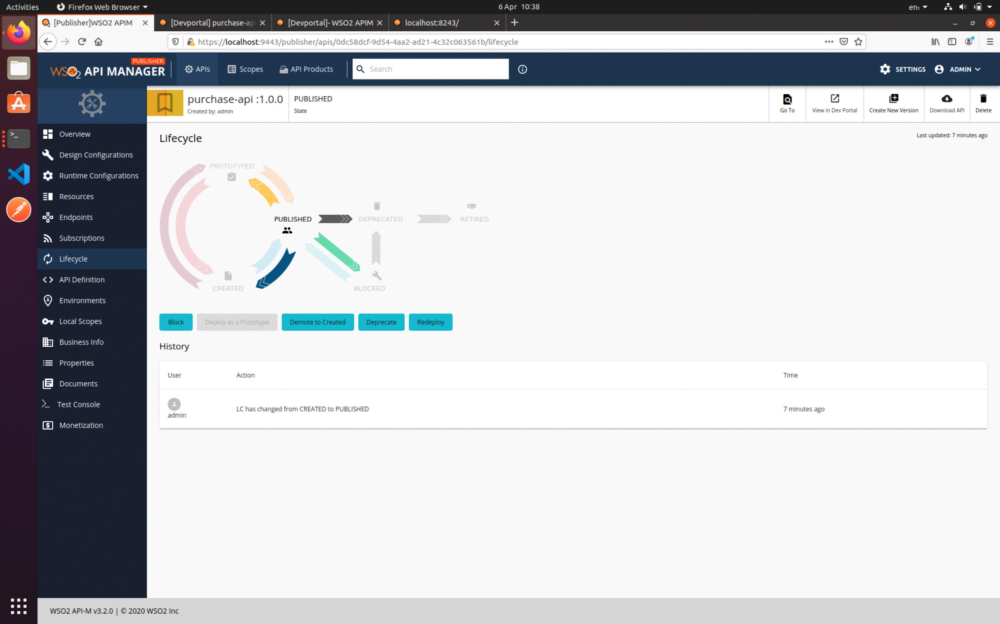 Activities Firefox Web Browser 6 Apr 10:38 en₁
[Publisher]WSO2 APIM [Devportal] purchase-api [Devportal]- WSO2 APIM localhost:8243/
https://localhost:9443/publisher/apis/0dc58dcf-9d54-4aa2-ad21-4c32c063561b/lifecycle
PUBLISHER
WSO2 API MANAGER APIs Scopes API Products Search SETTINGS ADMIN
purchase-api :1.0.0
Created by: admin
PUBLISHED
State
Go To
View in Dev Portal
Create New Version
Download API
Delete
Overview
Design Configurations
Runtime Configurations
Resources
Endpoints
Subscriptions
Lifecycle
API Definition
Environments
Local Scopes
Business Info
Properties
Documents
Test Console
Monetization
Lifecycle
Last updated: 7 minutes ago
PROTOTYPED
PUBLISHED DEPRECATED RETIRED
CREATED BLOCKED
Block Deploy as a Prototype Demote to Created Deprecate Redeploy
History
User Action Time
admin LC has changed from CREATED to PUBLISHED 7 minutes ago
WSO2 API-M v3.2.0 | © 2020 WSO2 Inc